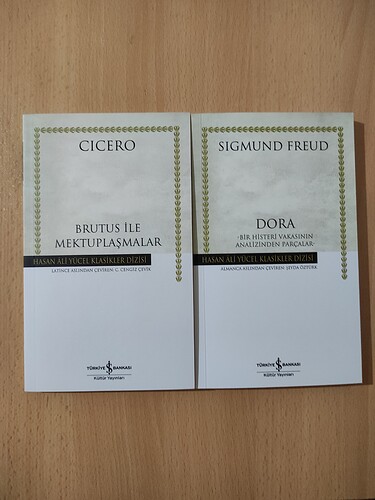 CICERO
BRUTUS İLE
MEKTUPLAŞMALAR
HASAN ÂLİ YÜCEL KLASİKLER DİZİSİ
LATİNCE ASLINDAN ÇEVİREN: C. CENGİZ ÇEVİK
TÜRKİYE İŞ BANKASI
Kültür Yayınları
SIGMUND FREUD
DORA
-BİR HİSTERİ VAKASININ
ANALİZİNDEN PARÇALAR-
HASAN ÂLİ YÜCEL KLASİKLER DİZİSİ
ALMANCA ASLINDAN ÇEVİREN: ŞEYDA ÖZTÜRK
TÜRKİYE İŞ BANKASI
Kültür Yayınları